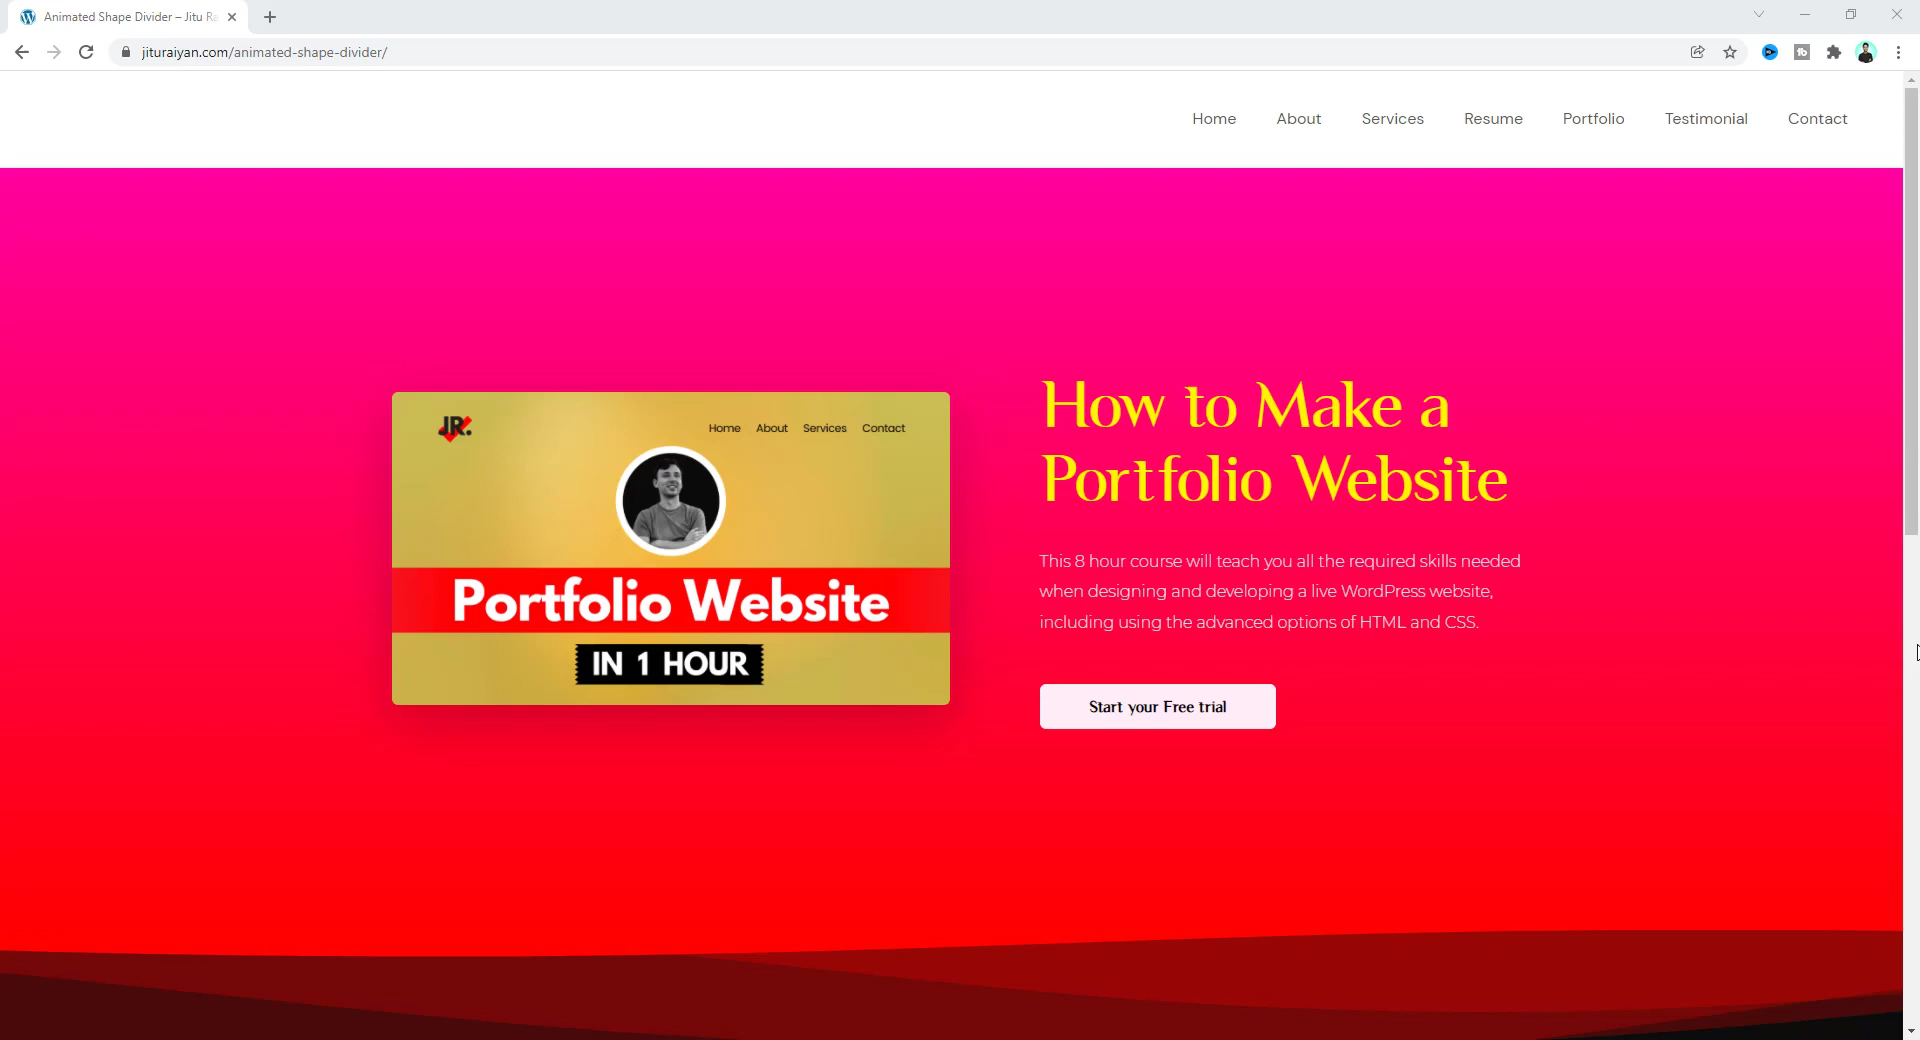 Animated Shape Divider – Jitu Ra
jituraiyan.com/animated-shape-divider/
Home About Services Resume Portfolio Testimonial Contact
JR.
Home About Services Contact
Portfolio Website
IN 1 HOUR
How to Make a
Portfolio Website
This 8 hour course will teach you all the required skills needed
when designing and developing a live WordPress website,
including using the advanced options of HTML and CSS.
Start your Free trial